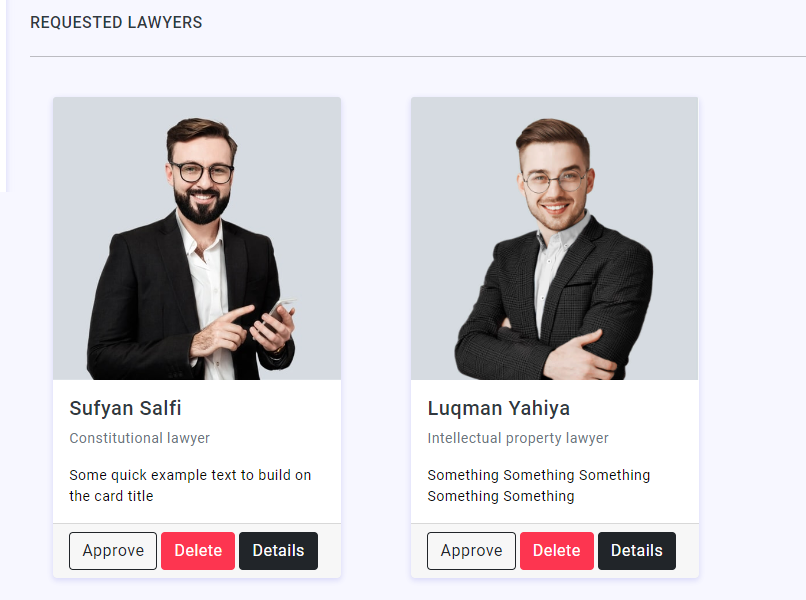 REQUESTED LAWYERS
Sufyan Salfi
Constitutional lawyer
Some quick example text to build on
the card title
Approve Delete Details
Luqman Yahiya
Intellectual property lawyer
Something Something Something
Something Something
Approve Delete Details